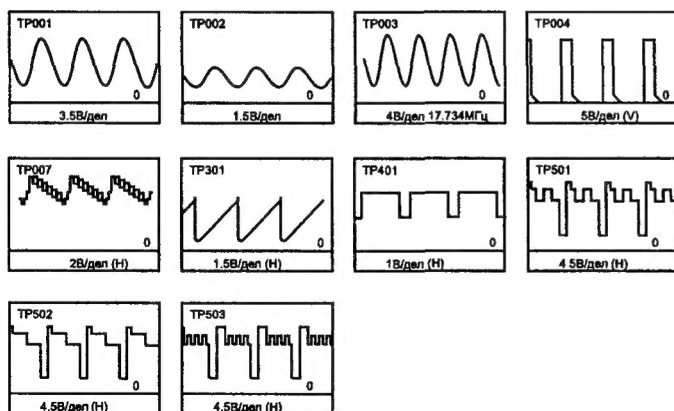 TP001
0
3.5В/дел
TP002
0
1.5В/дел
TP003
0
4В/дел 17.734МГц
TP004
0
5В/дел (V)
TP007
0
2В/дел (H)
TP301
0
1.5В/дел (H)
TP401
0
1В/дел (H)
TP501
0
4 5В/дел (H)
TP502
0
4.5В/дел (H)
TP503
0
4.5В/дел (H)